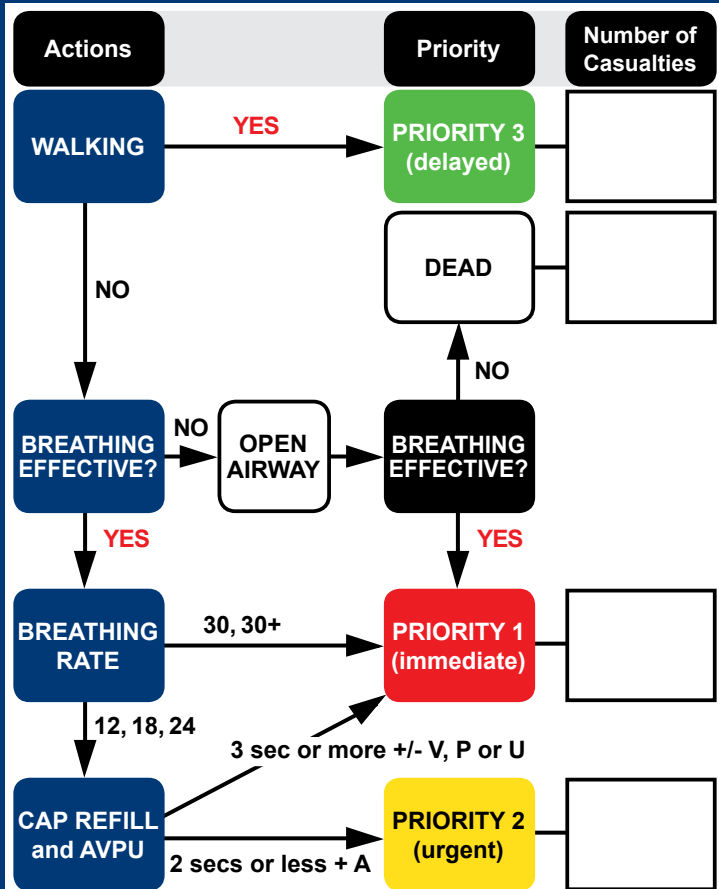 Actions
Priority
Number of
Casualties
WALKING
YES
PRIORITY 3
(delayed)
NO
DEAD
NO
BREATHING
EFFECTIVE?
NO
OPEN
AIRWAY
BREATHING
EFFECTIVE?
YES
YES
BREATHING
RATE
30, 30+
PRIORITY 1
(immediate)
12, 18, 24
3 sec or more +/- V, P or U
CAP REFILL
and AVPU
2 secs or less + A
PRIORITY 2
(urgent)